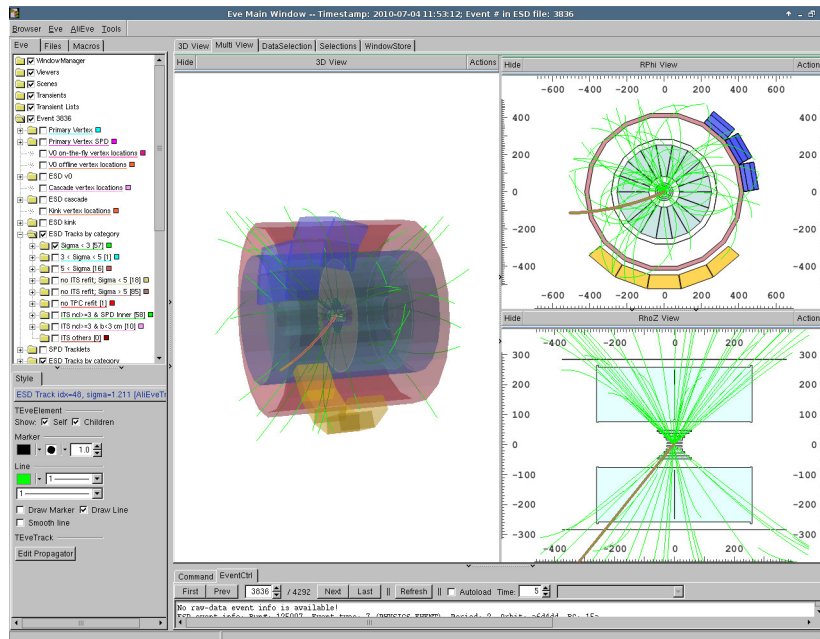 Eve Main Window -- Timestamp: 2010-07-04 11:53:12; Event # in ESD file: 3836
Browser Eve AliEve Tools
Eve Files Macros
3D View Multi View DataSelection Selections WindowStore
Hide 3D View Actions
Hide RPhi View Action
WindowManager
Viewers
Scenes
Transients
Transient Lists
Event 3836
Primary Vertex
Primary Vertex SPD
V0 on-the-fly vertex locations
V0 offline vertex locations
ESD v0
Cascade vertex locations
ESD cascade
Kink vertex locations
ESD kink
ESD Tracks by category
Sigma < 3 [57]
3 < Sigma < 5 [1]
5 < Sigma [16]
no ITS refit; Sigma < 5 [18]
no ITS refit; Sigma > 5 [85]
no TPC refit [1]
ITS ncl>=3 & SPD Inner [58]
ITS ncl>=3 & b<3 cm [10]
ITS others [0]
SPD Tracklets
ESD Tracks by category
-600 -400 -200 0 200 400 600
400
200
0
-200
-400
400
200
0
-200
-400
Hide RhoZ View Action
300
200
100
0
-100
-200
-300
300
200
100
0
-100
-200
-300
-400 -200 0 200
Style
ESD Track idx=48, sigma=1.211 [AliEveTr
TEveElement
Show: Self Children
Marker
1.0
Line
1
1
Draw Marker Draw Line
Smooth line
TEveTrack
Edit Propagator
Command EventCtrl
First Prev 3836 / 4292 Next Last || Refresh || Autoload Time: 5
No raw-data event info is available!